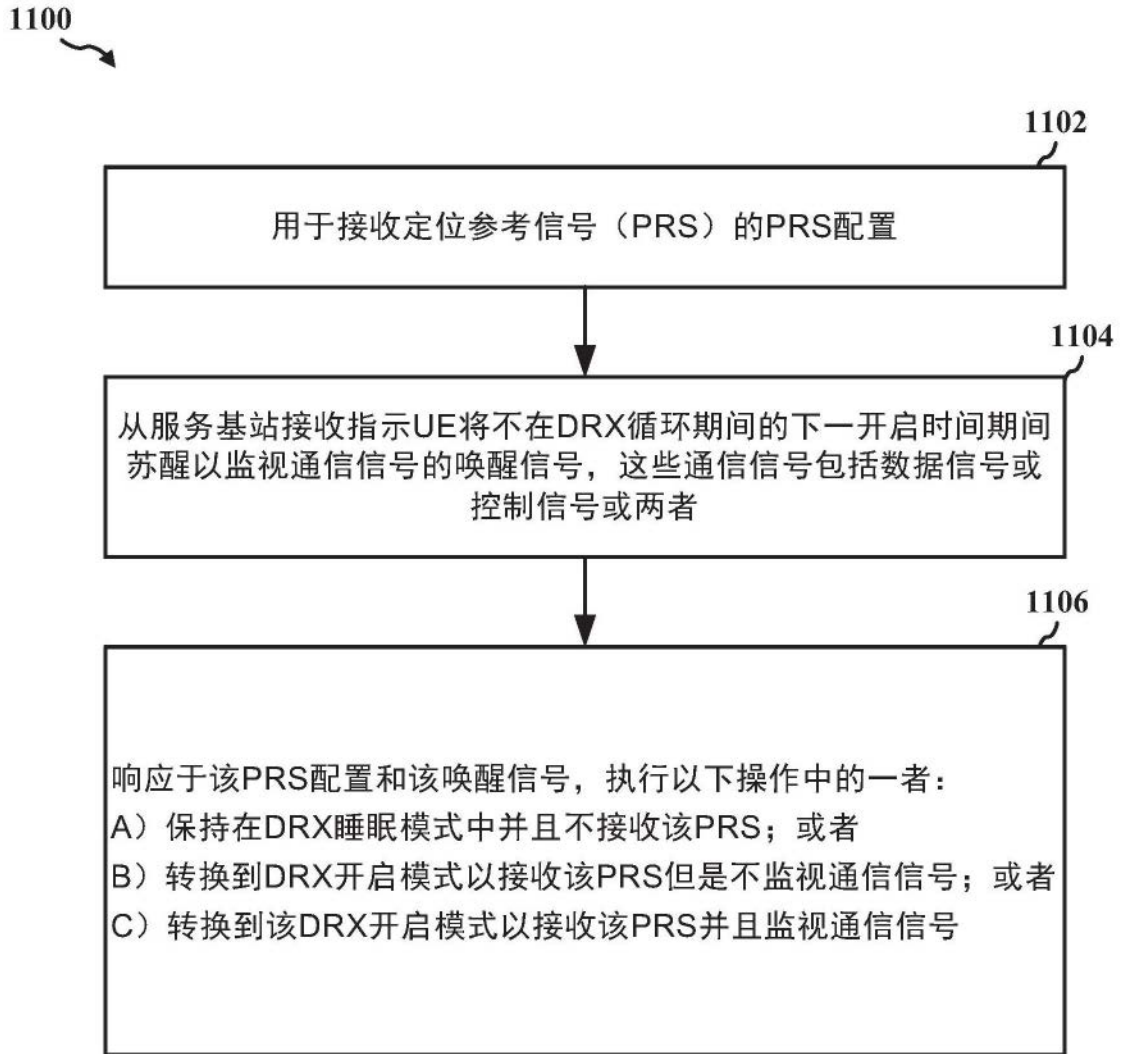 1100
1102
用于接收定位参考信号（PRS）的PRS配置
1104
从服务基站接收指示UE将不在DRX循环期间的下一开启时间期间
苏醒以监视通信信号的唤醒信号，这些通信信号包括数据信号或
控制信号或两者
1106
响应于该PRS配置和该唤醒信号，执行以下操作中的一者：
A）保持在DRX睡眠模式中并且不接收该PRS；或者
B）转换到DRX开启模式以接收该PRS但是不监视通信信号；或者
C）转换到该DRX开启模式以接收该PRS并且监视通信信号